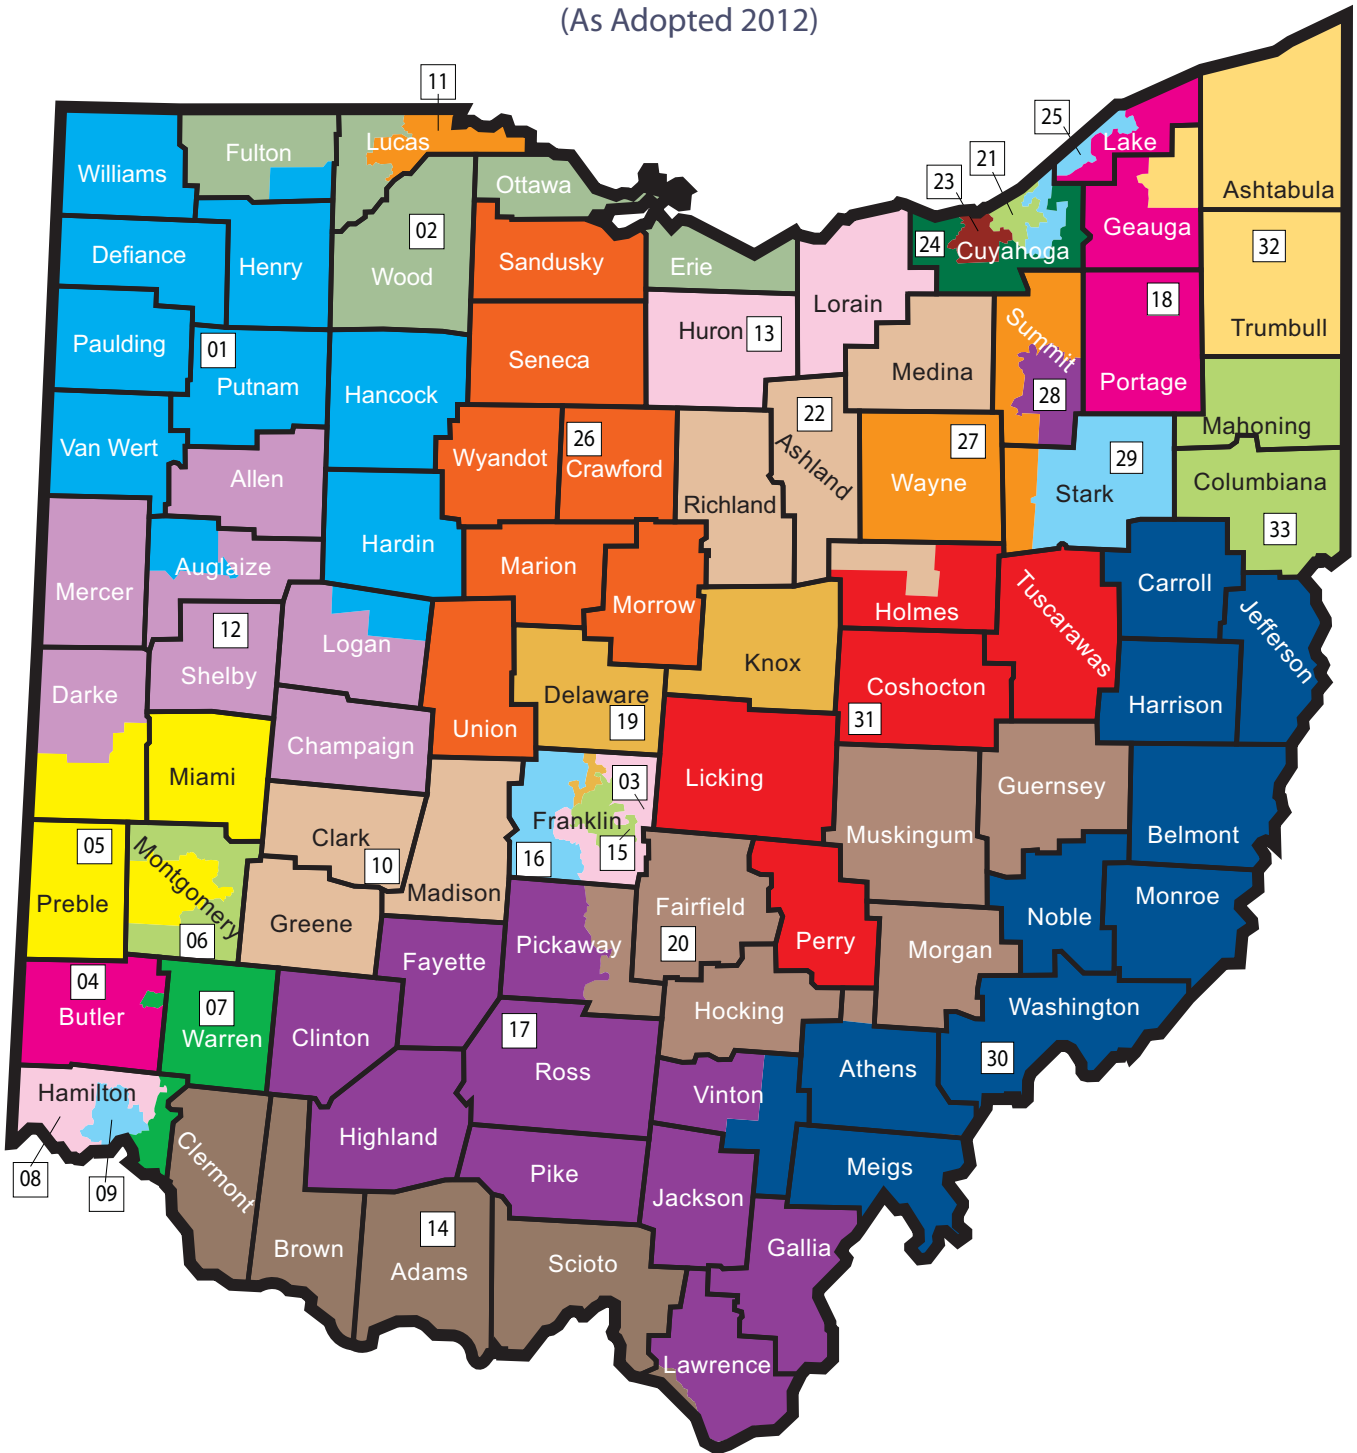 (As Adopted 2012)
11
Lucas
Fulton
Williams
Ottawa
02
Wood
Defiance
Henry
Sandusky
Erie
25
Lake
21
23
24
Cuyahoga
Geauga
Ashtabula
32
Trumbull
Paulding
01
Putnam
Hancock
Seneca
Huron
13
Lorain
Medina
Summit
28
18
Portage
Mahoning
Van Wert
Allen
Wyandot
26
Crawford
Richland
22
Ashland
27
Wayne
29
Stark
Columbiana
33
Mercer
Auglaize
Hardin
Marion
Morrow
Holmes
Tuscarawas
Carroll
Jefferson
12
Shelby
Logan
Knox
Coshocton
31
Harrison
Darke
Champaign
Union
Delaware
19
Licking
Guernsey
Miami
03
Franklin
16
15
Muskingum
Belmont
05
Preble
Montgomery
06
Clark
10
Madison
Greene
Fairfield
20
Perry
Morgan
Noble
Monroe
Pickaway
Fayette
04
Butler
07
Warren
Clinton
17
Ross
Hocking
Athens
Washington
30
Hamilton
08
09
Clermont
Highland
Pike
Vinton
Jackson
Meigs
Brown
14
Adams
Scioto
Gallia
Lawrence